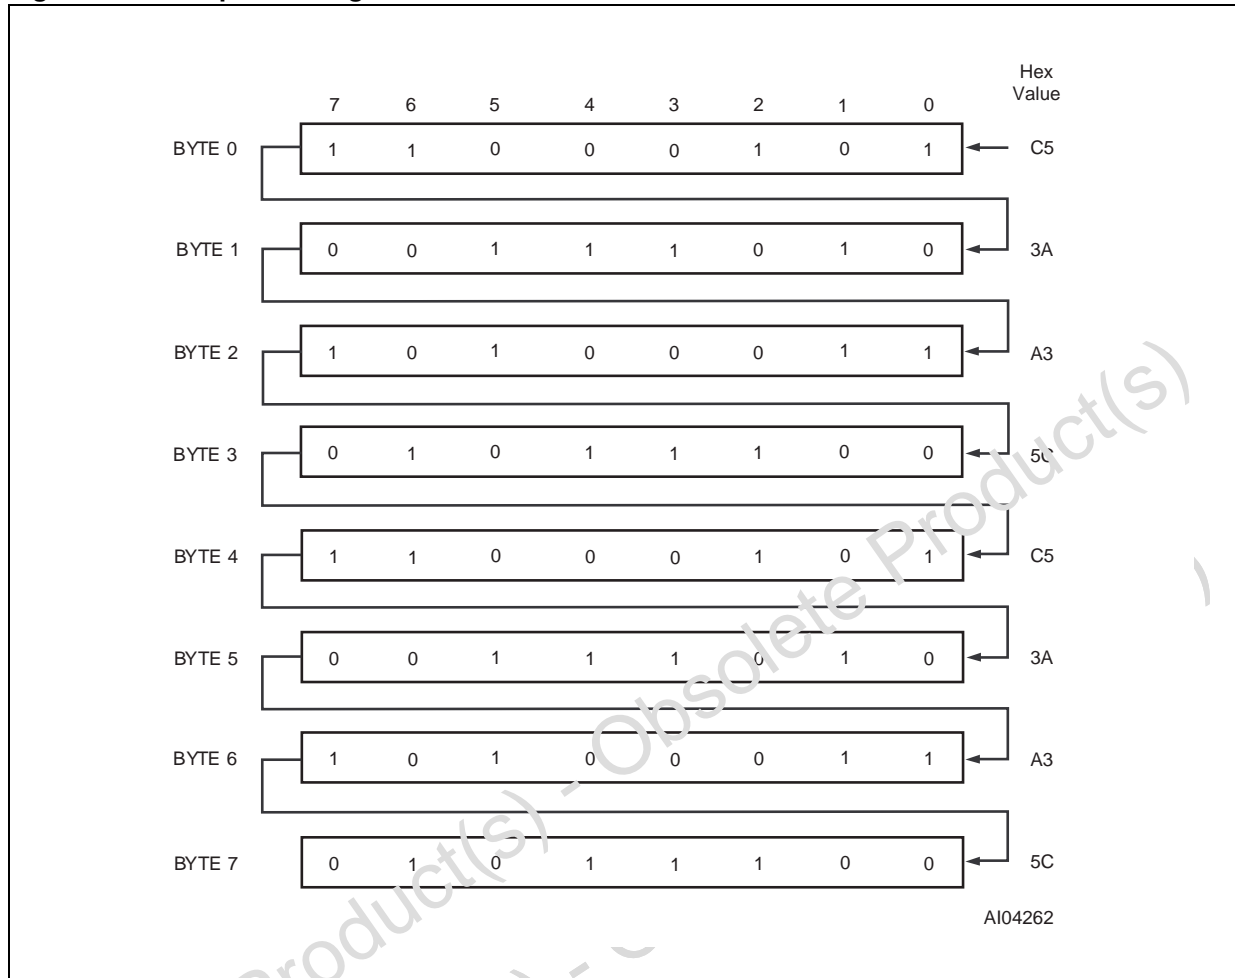 Hex
Value
7 6 5 4 3 2 1 0
BYTE 0 1 1 0 0 0 1 0 1 C5
BYTE 1 0 0 1 1 1 0 1 0 3A
BYTE 2 1 0 1 0 0 0 1 1 A3
BYTE 3 0 1 0 1 1 1 0 0 5C
BYTE 4 1 1 0 0 0 1 0 1 C5
BYTE 5 0 0 1 1 1 0 1 0 3A
BYTE 6 1 0 1 0 0 0 1 1 A3
BYTE 7 0 1 0 1 1 1 0 0 5C
AI04262
Product(s) - Obsolete Product(s)